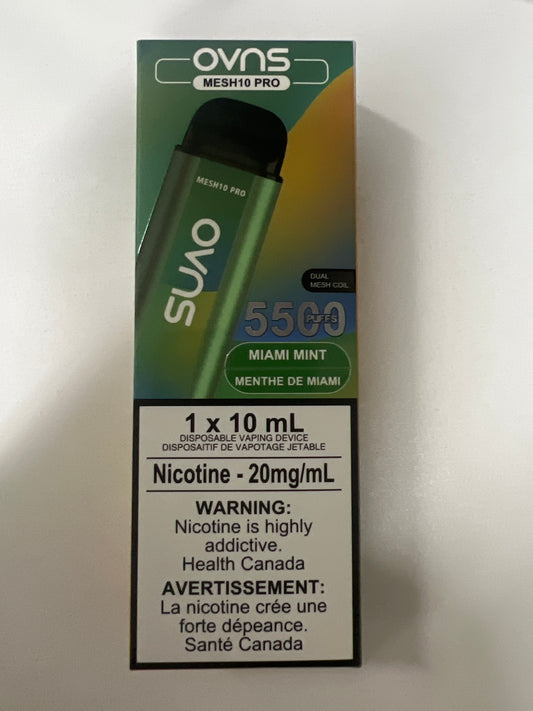 OVNS
MESH10 PRO
MESH10 PRO
OVNS
DUAL
MESH COIL
5500
PUFFS
MIAMI MINT
MENTHE DE MIAMI
1 x 10 mL
DISPOSABLE VAPING DEVICE
DISPOSAITIF DE VAPOTAGE JETABLE
Nicotine - 20mg/mL
WARNING:
Nicotine is highly
addictive.
Health Canada
AVERTISSEMENT:
La nicotine crée une
forte dépeance.
Santé Canada